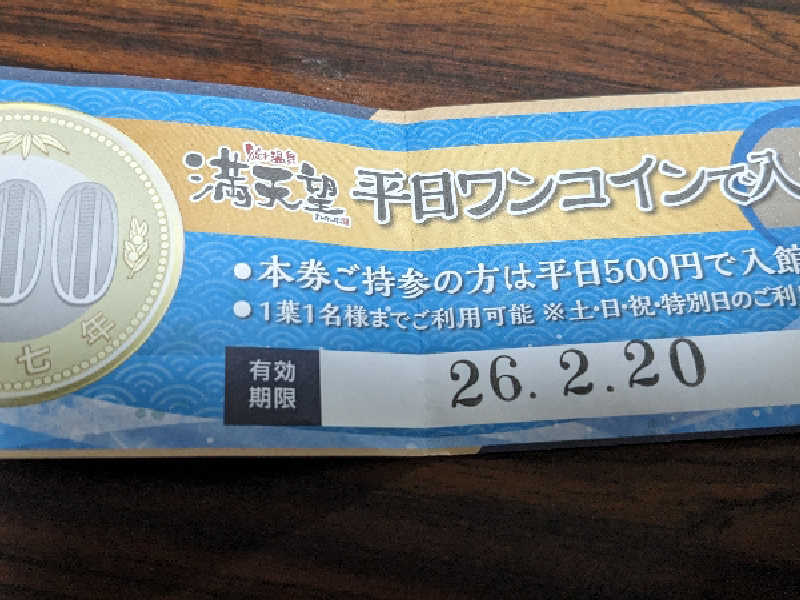 00
七年
満天望 平日ワンコインで入
●本券ご持参の方は平日500円で入館
●1葉1名様までご利用可能 ※土・日・祝・特別日のご利
有効
期限
26.2.20